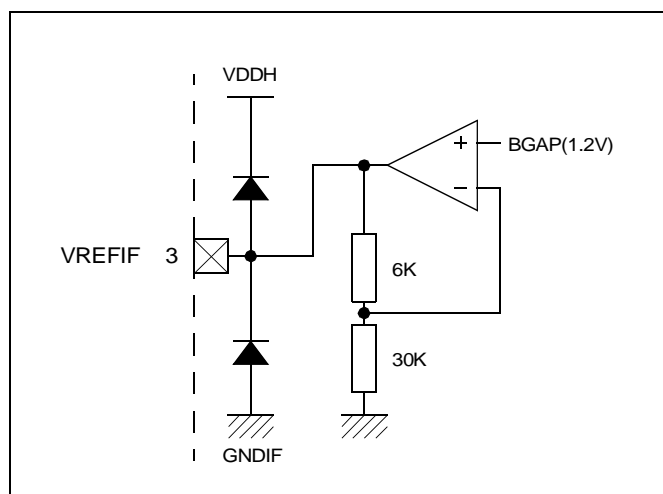 VDDH
+
BGAP(1.2V)
−
VREFIF 3
6K
30K
GNDIF